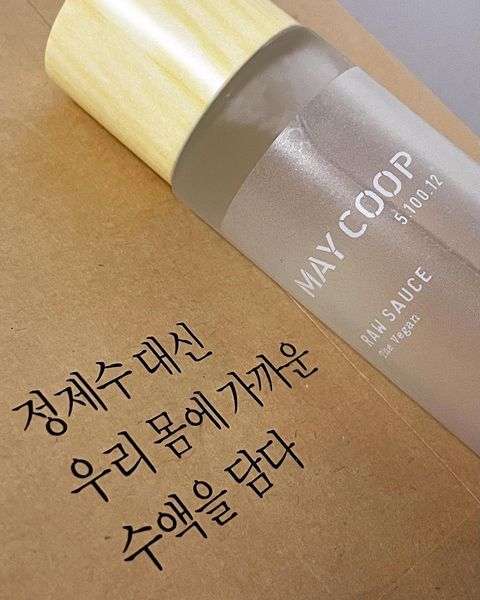 MAY COOP
5.100.12
RAW SAUCE
The Vegan
정제수 대신
우리 몸에 가까운
수액을 담다